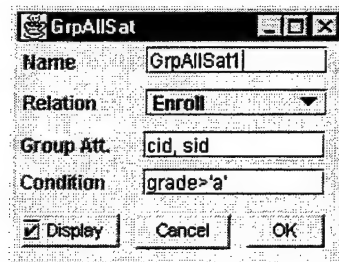 GrpAllSat
Name GrpAllSat1
Relation Enroll
Group Att. cid, sid
Condition grade>'a'
Display Cancel OK